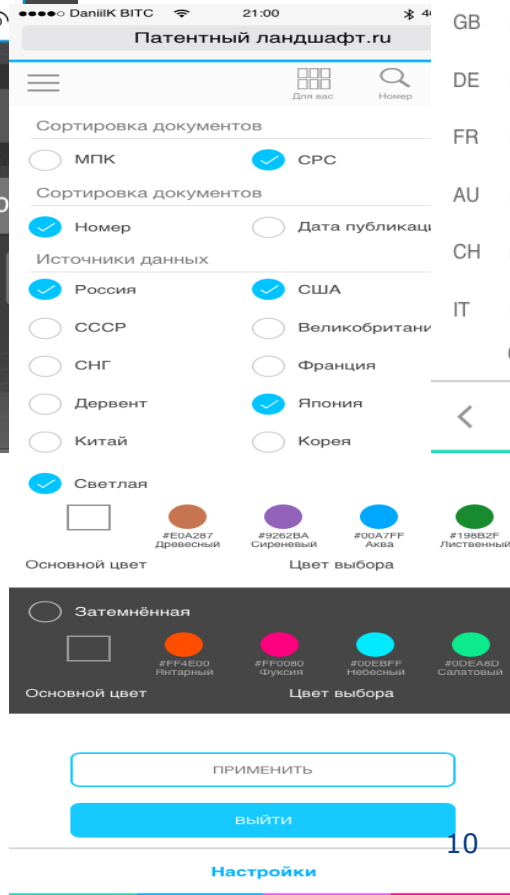 DaniilK BITC 21:00
Патентный ландшафт.ru
Для вас Номер
Сортировка документов
МПК СРС
Сортировка документов
Номер Дата
Источники данных
Россия США
СССР
СНГ Франция
Дервент Япония
Китай Корея
Светлая
#E0A287 #9262BA #00A7FF #198B2F
Древесный Сиреневый Аква Лиственный
Основной цвет Цвет выбора
Затемнённая
#FF4E00 #FF0080 #00EBFF #0DEA8D
Янтарный Фуксия Небесный Салатовый
Основной цвет Цвет выбора
ПРИМЕНИТЬ
ВЫЙТИ
Настройки
GB
DE
FR
AU
CH
IT
10